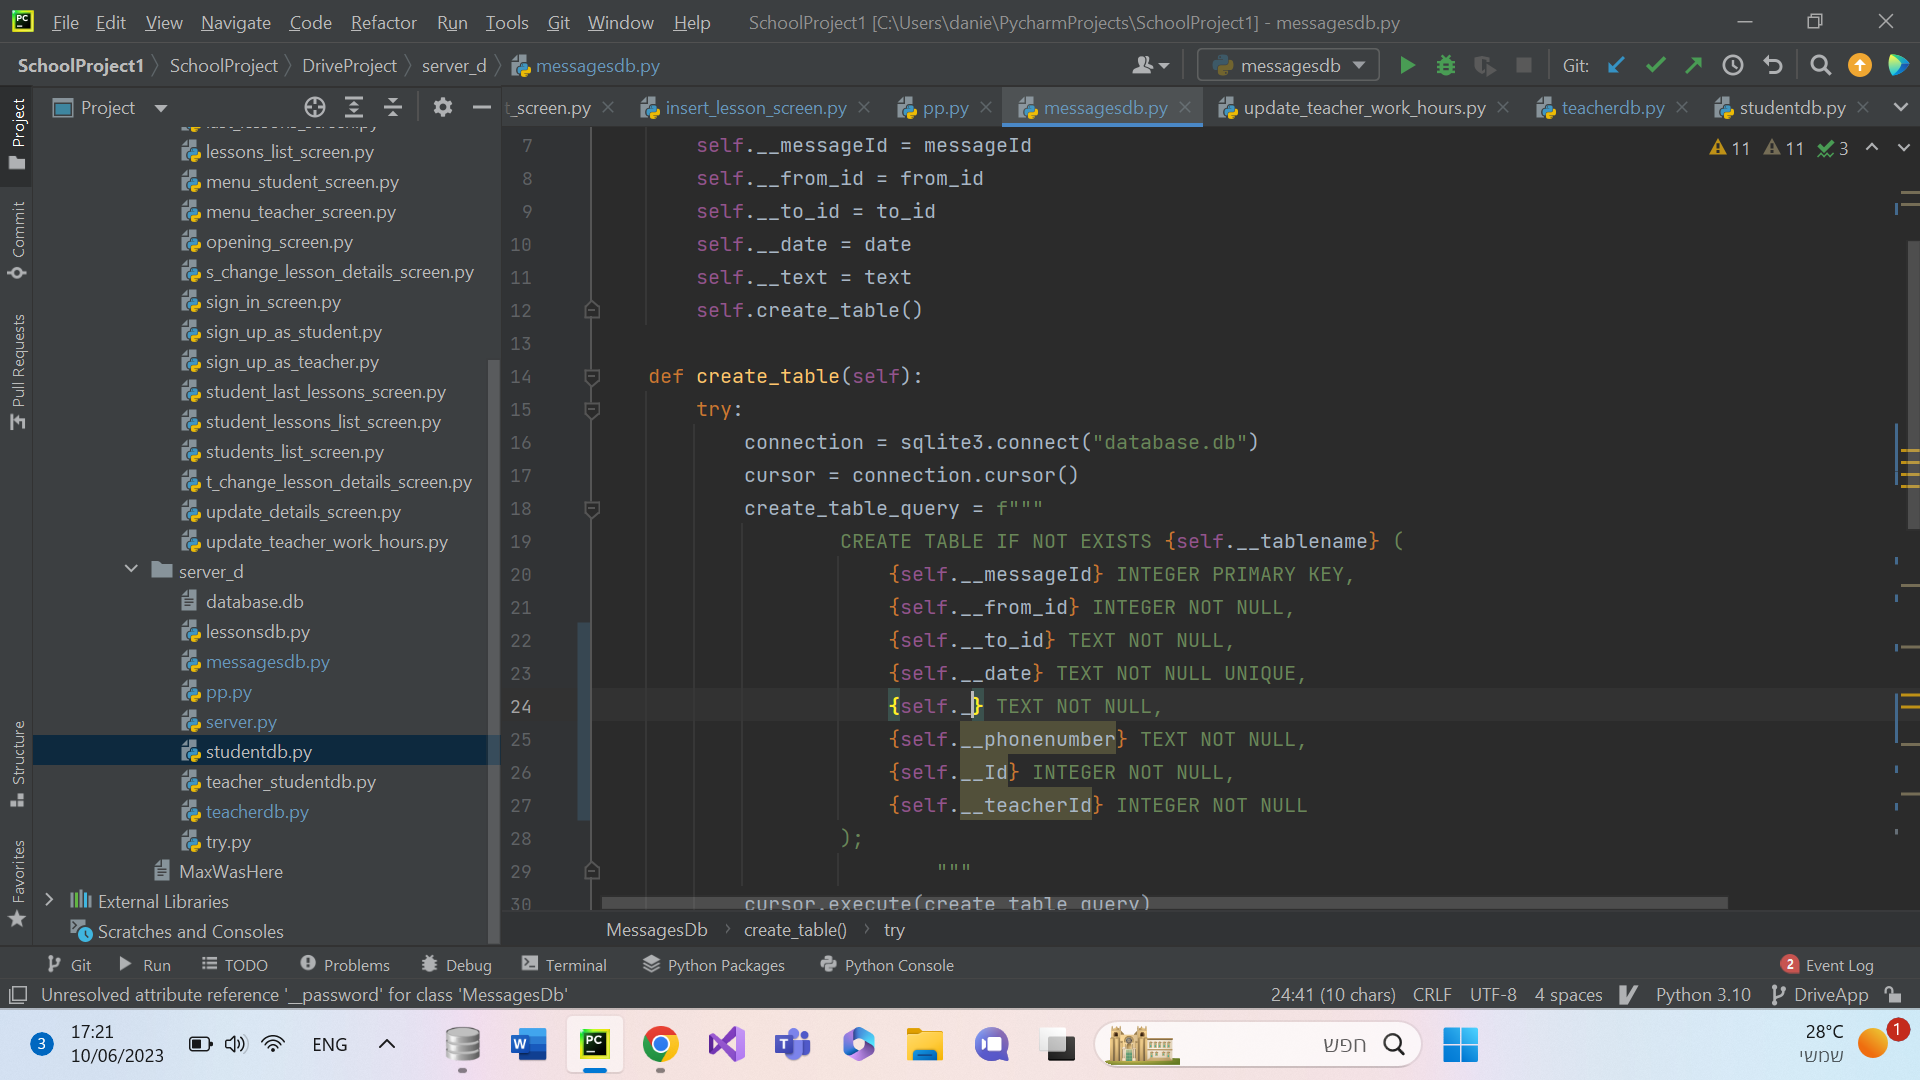 File Edit View Navigate Code Refactor Run Tools Git Window Help SchoolProject1 [C:\Users\danie\PycharmProjects\SchoolProject1] - messagesdb.py
SchoolProject1 SchoolProject DriveProject server_d messagesdb.py messagesdb Git:
Project
t_screen.py insert_lesson_screen.py pp.py messagesdb.py update_teacher_work_hours.py teacherdb.py studentdb.py
11 11 3
Project
Commit
Pull Requests
Structure
Favorites
lessons_list_screen.py
menu_student_screen.py
menu_teacher_screen.py
opening_screen.py
s_change_lesson_details_screen.py
sign_in_screen.py
sign_up_as_student.py
sign_up_as_teacher.py
student_last_lessons_screen.py
student_lessons_list_screen.py
students_list_screen.py
t_change_lesson_details_screen.py
update_details_screen.py
update_teacher_work_hours.py
server_d
database.db
lessonsdb.py
messagesdb.py
pp.py
server.py
studentdb.py
teacher_studentdb.py
teacherdb.py
try.py
MaxWasHere
External Libraries
Scratches and Consoles
7 self.__messageId = messageId
8 self.__from_id = from_id
9 self.__to_id = to_id
10 self.__date = date
11 self.__text = text
12 self.create_table()
13
14 def create_table(self):
15 try:
16 connection = sqlite3.connect("database.db")
17 cursor = connection.cursor()
18 create_table_query = f"""
19 CREATE TABLE IF NOT EXISTS {self.__tablename} (
20 {self.__messageId} INTEGER PRIMARY KEY,
21 {self.__from_id} INTEGER NOT NULL,
22 {self.__to_id} TEXT NOT NULL,
23 {self.__date} TEXT NOT NULL UNIQUE,
24 {self._} TEXT NOT NULL,
25 {self.__phonenumber} TEXT NOT NULL,
26 {self.__Id} INTEGER NOT NULL,
27 {self.__teacherId} INTEGER NOT NULL
28 );
29 """
30 cursor.execute(create_table_query)
MessagesDb create_table() try
Git Run TODO Problems Debug Terminal Python Packages Python Console 2 Event Log
Unresolved attribute reference '__password' for class 'MessagesDb' 24:41 (10 chars) CRLF UTF-8 4 spaces Python 3.10 DriveApp
3 17:21 ENG חפש 28°C 1
10/06/2023 שמשי